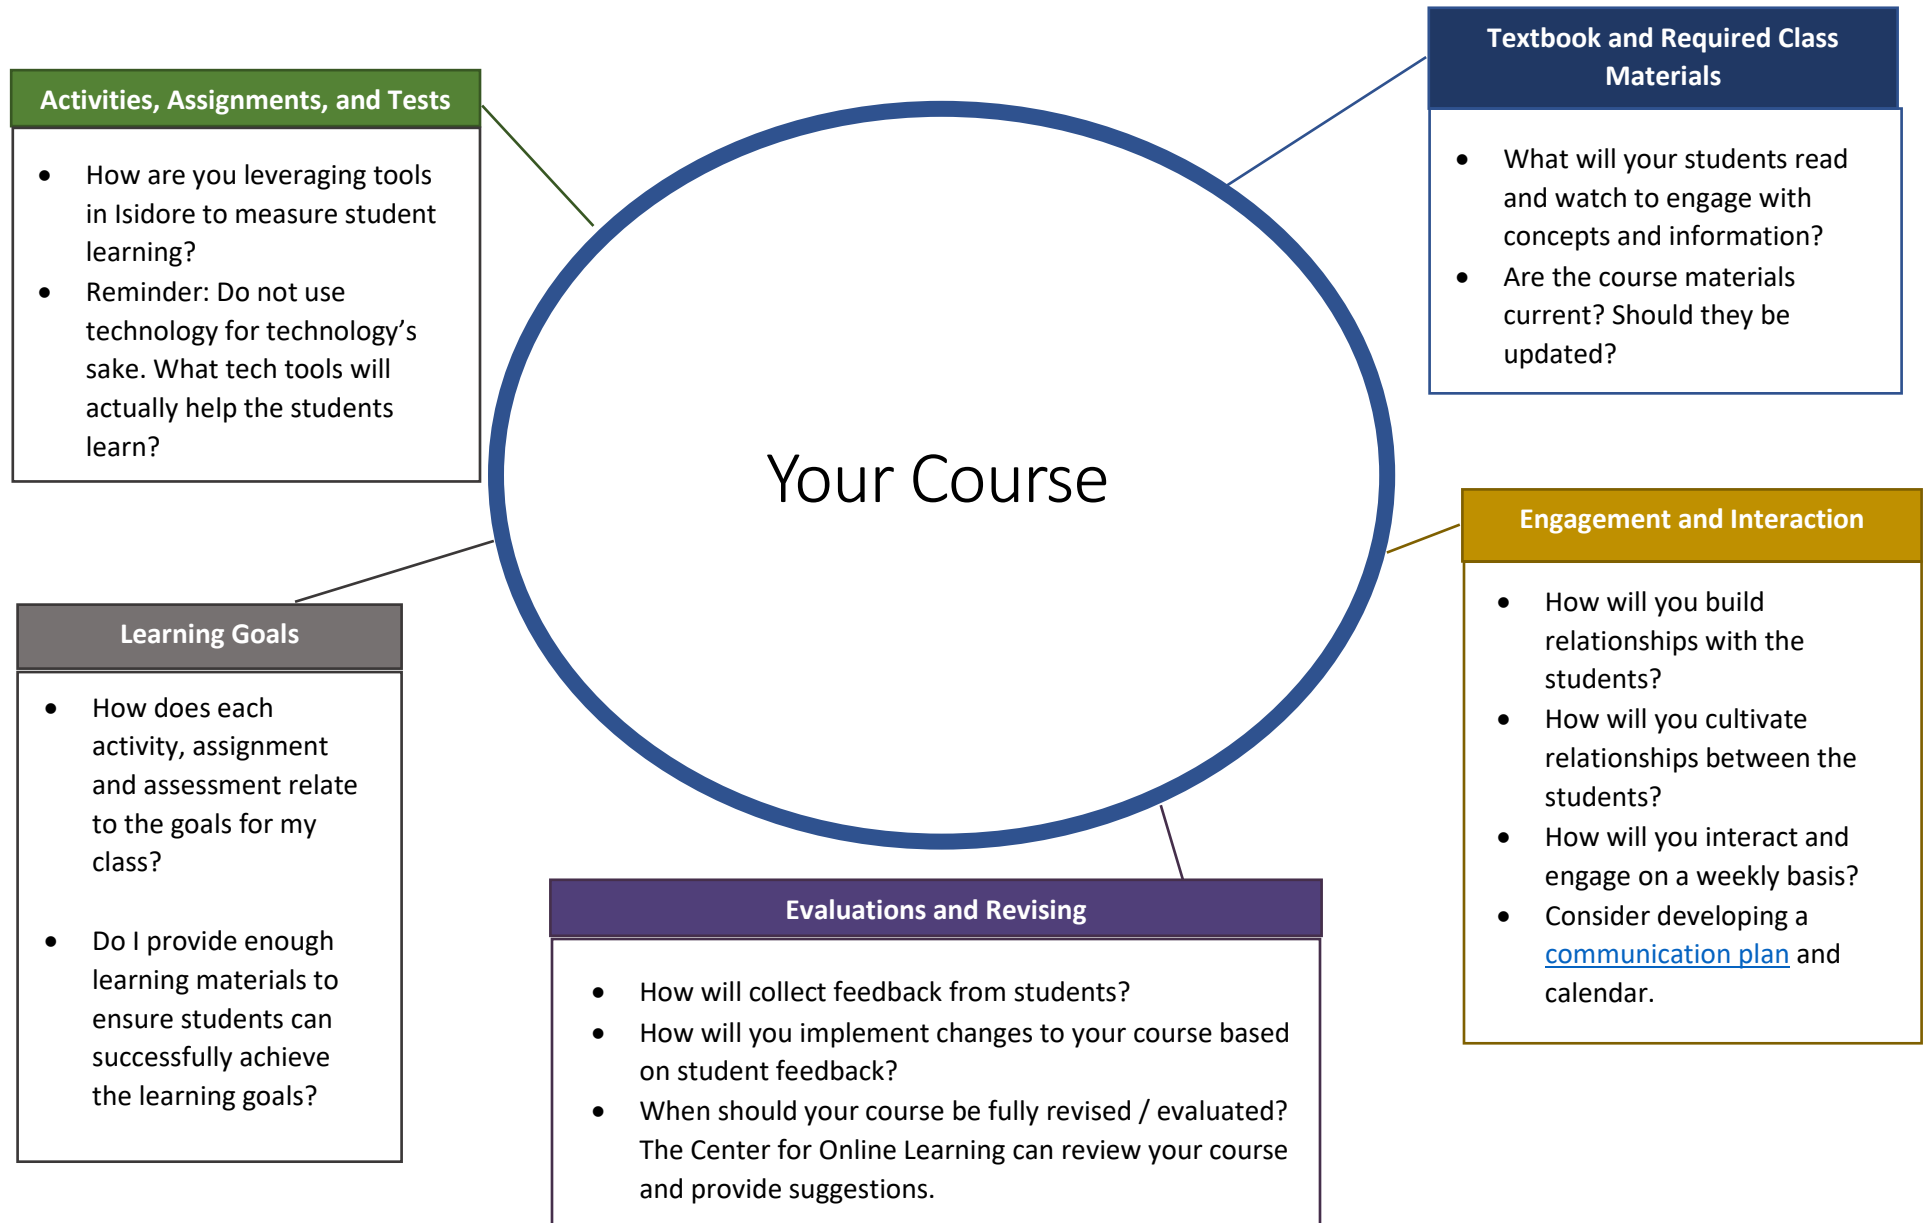 Activities, Assignments, and Tests
• How are you leveraging tools
in Isidore to measure student
learning?
• Reminder: Do not use
technology for technology’s
sake. What tech tools will
actually help the students
learn?
Textbook and Required Class
Materials
• What will your students read
and watch to engage with
concepts and information?
• Are the course materials
current? Should they be
updated?
Your Course
Learning Goals
• How does each
activity, assignment
and assessment relate
to the goals for my
class?
• Do I provide enough
learning materials to
ensure students can
successfully achieve
the learning goals?
Engagement and Interaction
• How will you build
relationships with the
students?
• How will you cultivate
relationships between the
students?
• How will you interact and
engage on a weekly basis?
• Consider developing a
communication plan and
calendar.
Evaluations and Revising
• How will collect feedback from students?
• How will you implement changes to your course based
on student feedback?
• When should your course be fully revised / evaluated?
The Center for Online Learning can review your course
and provide suggestions.